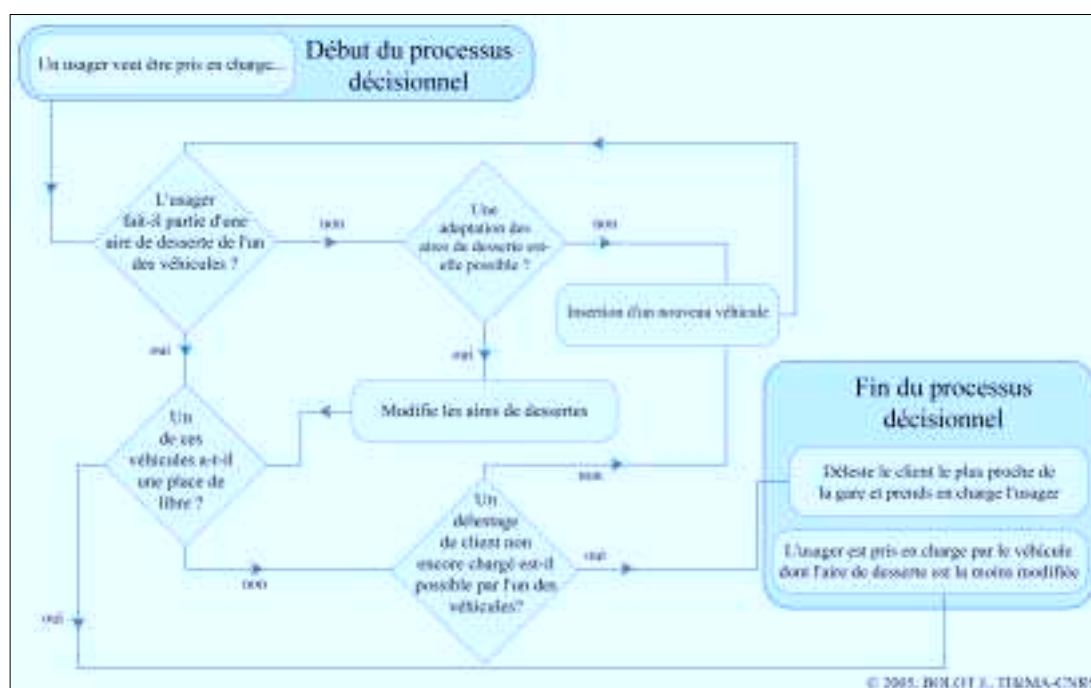 Un usager veut être pris en charge...
Début du processus
décisionnel
L'usager
fait-il partie d'une
aire de desserte de l'un
des véhicules ?
non
Une
adaptation des
aires de desserte est-
elle possible ?
non
Insertion d'un nouveau véhicule
oui
oui
Modifie les aires de dessertes
Un
de ces
véhicules a-t-il
une place de
libre ?
non
Un
délestage
de client non
encore chargé est-il
possible par l'un des
véhicules?
non
oui
oui
Fin du processus
décisionnel
Déleste le client le plus proche de
la gare et prends en charge l'usager
L'usager est pris en charge par le véhicule
dont l'aire de desserte est la moins modifiée
© 2005, BOLOT J., THEMA-CNRS